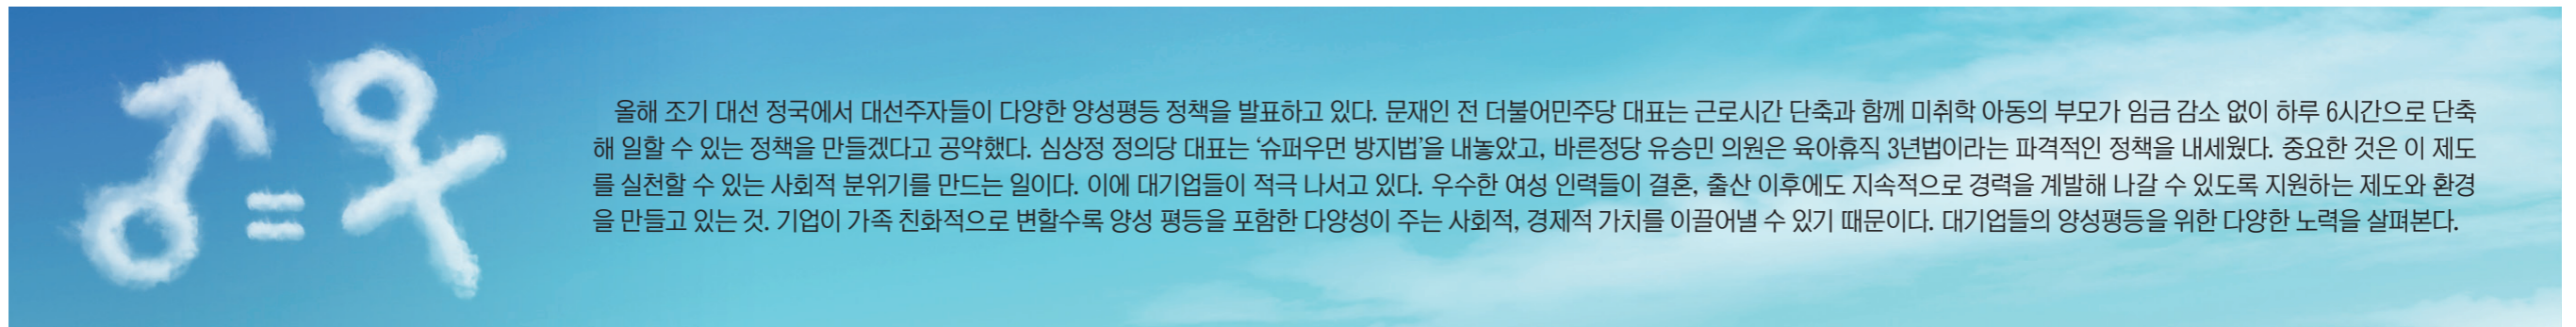 올해 조기 대선 정국에서 대선주자들이 다양한 양성평등 정책을 발표하고 있다. 문재인 전 더불어민주당 대표는 근로시간 단축과 함께 미취학 아동의 부모가 임금 감소 없이 하루 6시간으로 단축
해 일할 수 있는 정책을 만들겠다고 공약했다. 심상정 정의당 대표는 ‘슈퍼우먼 방지법’을 내놓았고, 바른정당 유승민 의원은 육아휴직 3년법이라는 파격적인 정책을 내세웠다. 중요한 것은 이 제도
를 실천할 수 있는 사회적 분위기를 만드는 일이다. 이에 대기업들이 적극 나서고 있다. 우수한 여성 인력들이 결혼, 출산 이후에도 지속적으로 경력을 계발해 나갈 수 있도록 지원하는 제도와 환경
을 만들고 있는 것. 기업이 가족 친화적으로 변할수록 양성 평등을 포함한 다양성이 주는 사회적, 경제적 가치를 이끌어낼 수 있기 때문이다. 대기업들의 양성평등을 위한 다양한 노력을 살펴본다.